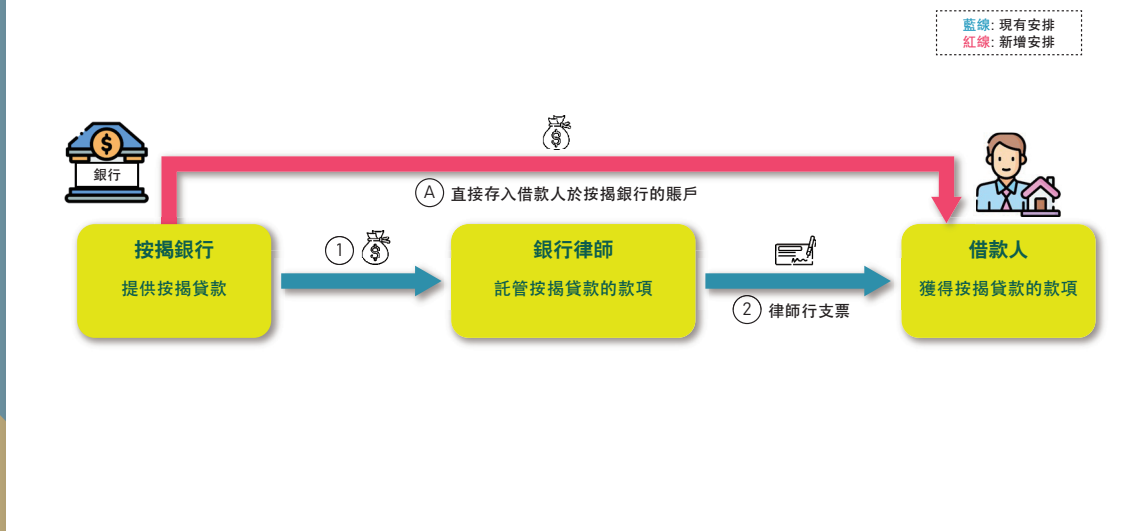 藍線: 現有安排
紅線: 新增安排
銀行
A 直接存入借款人於按揭銀行的賬戶
按揭銀行
提供按揭貸款
1
銀行律師
託管按揭貸款的款項
2 律師行支票
借款人
獲得按揭貸款的款項